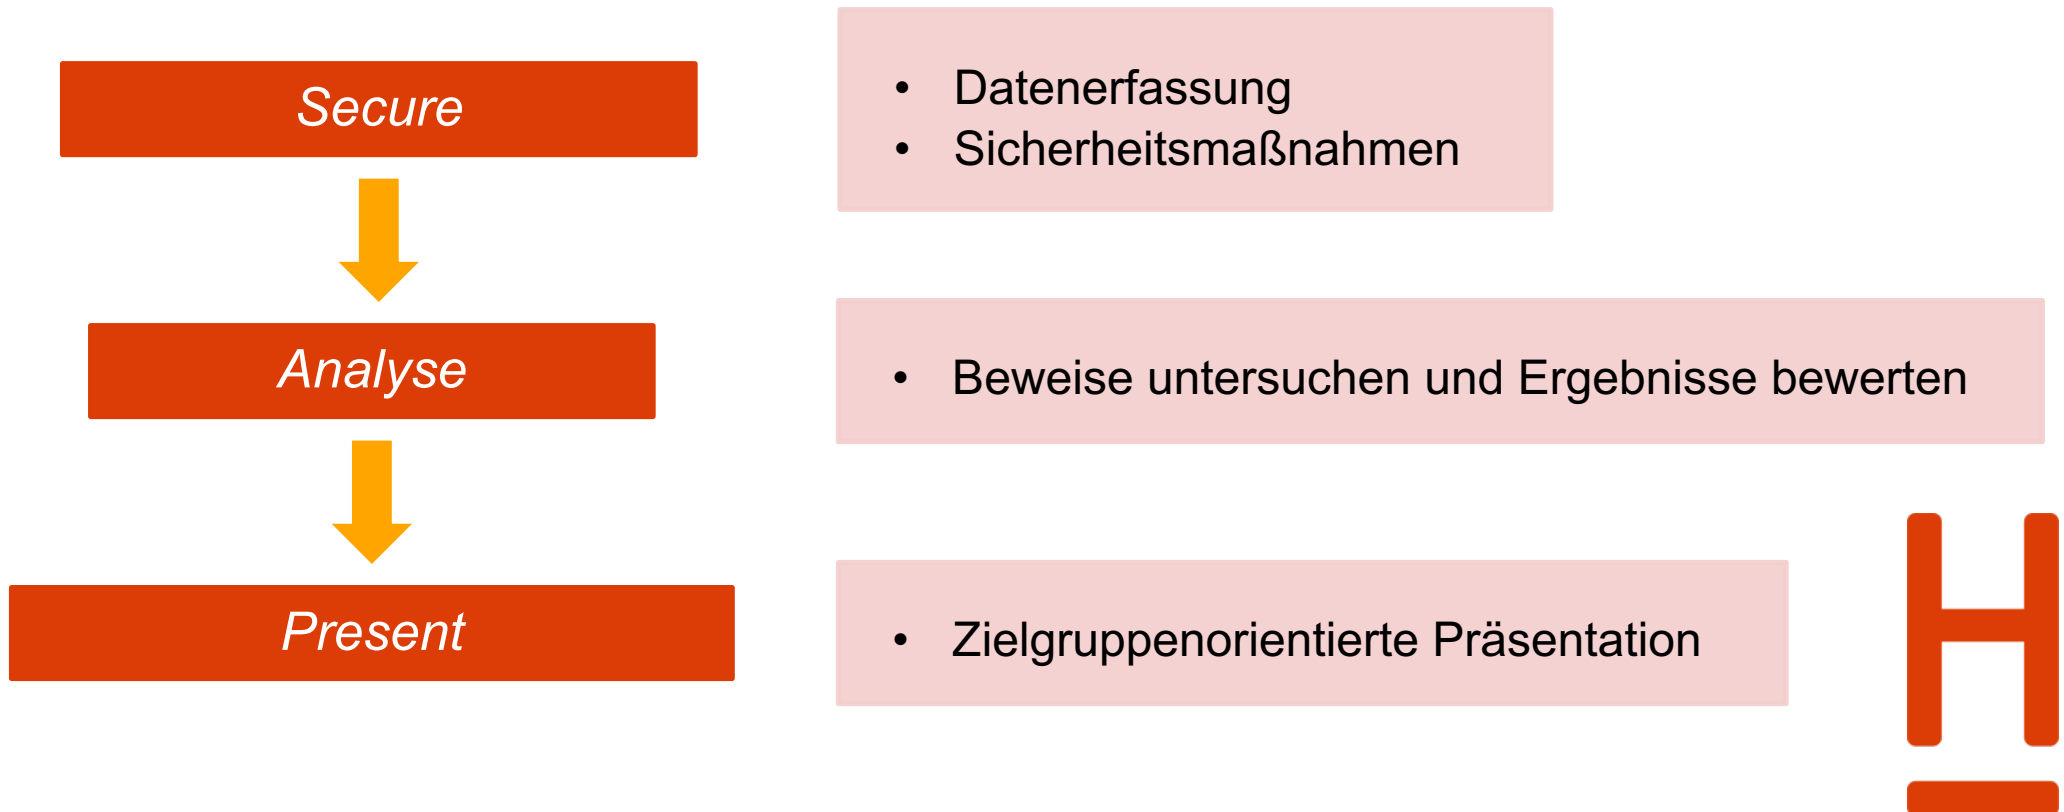 Secure
• Datenerfassung
• Sicherheitsmaßnahmen
Analyse
• Beweise untersuchen und Ergebnisse bewerten
Present
• Zielgruppenorientierte Präsentation
H